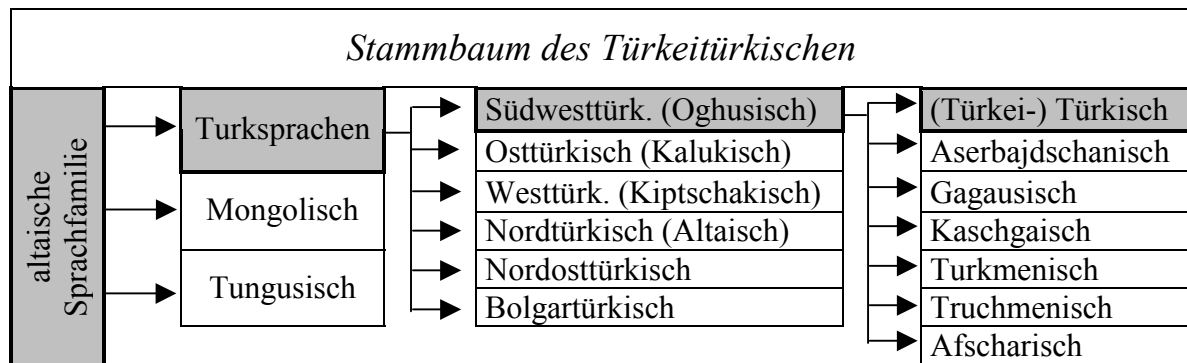 Stammbaum des Türkeitürkischen
altaische
Sprachfamilie
Turksprachen
Mongolisch
Tungusisch
Südwesttürk. (Oghusisch)
Osttürkisch (Kalukisch)
Westtürk. (Kiptschakisch)
Nordtürkisch (Altaisch)
Nordosttürkisch
Bolgartürkisch
(Türkei-) Türkisch
Aserbajdschanisch
Gagausisch
Kaschgaisch
Turkmenisch
Truchmenisch
Afscharisch